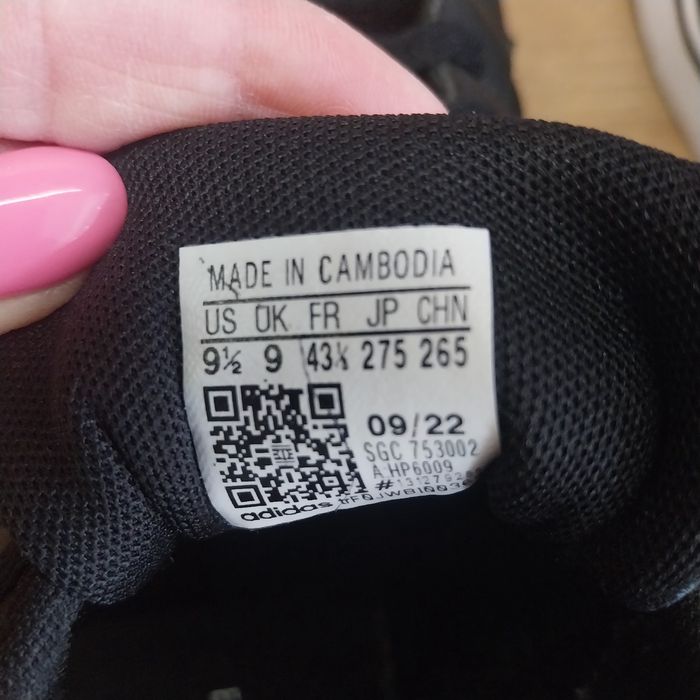 MADE IN CAMBODIA
US UK FR JP CHN
9½ 9 43⅓ 275 265
09/22
SGC 753002
A:HP6009
adidas